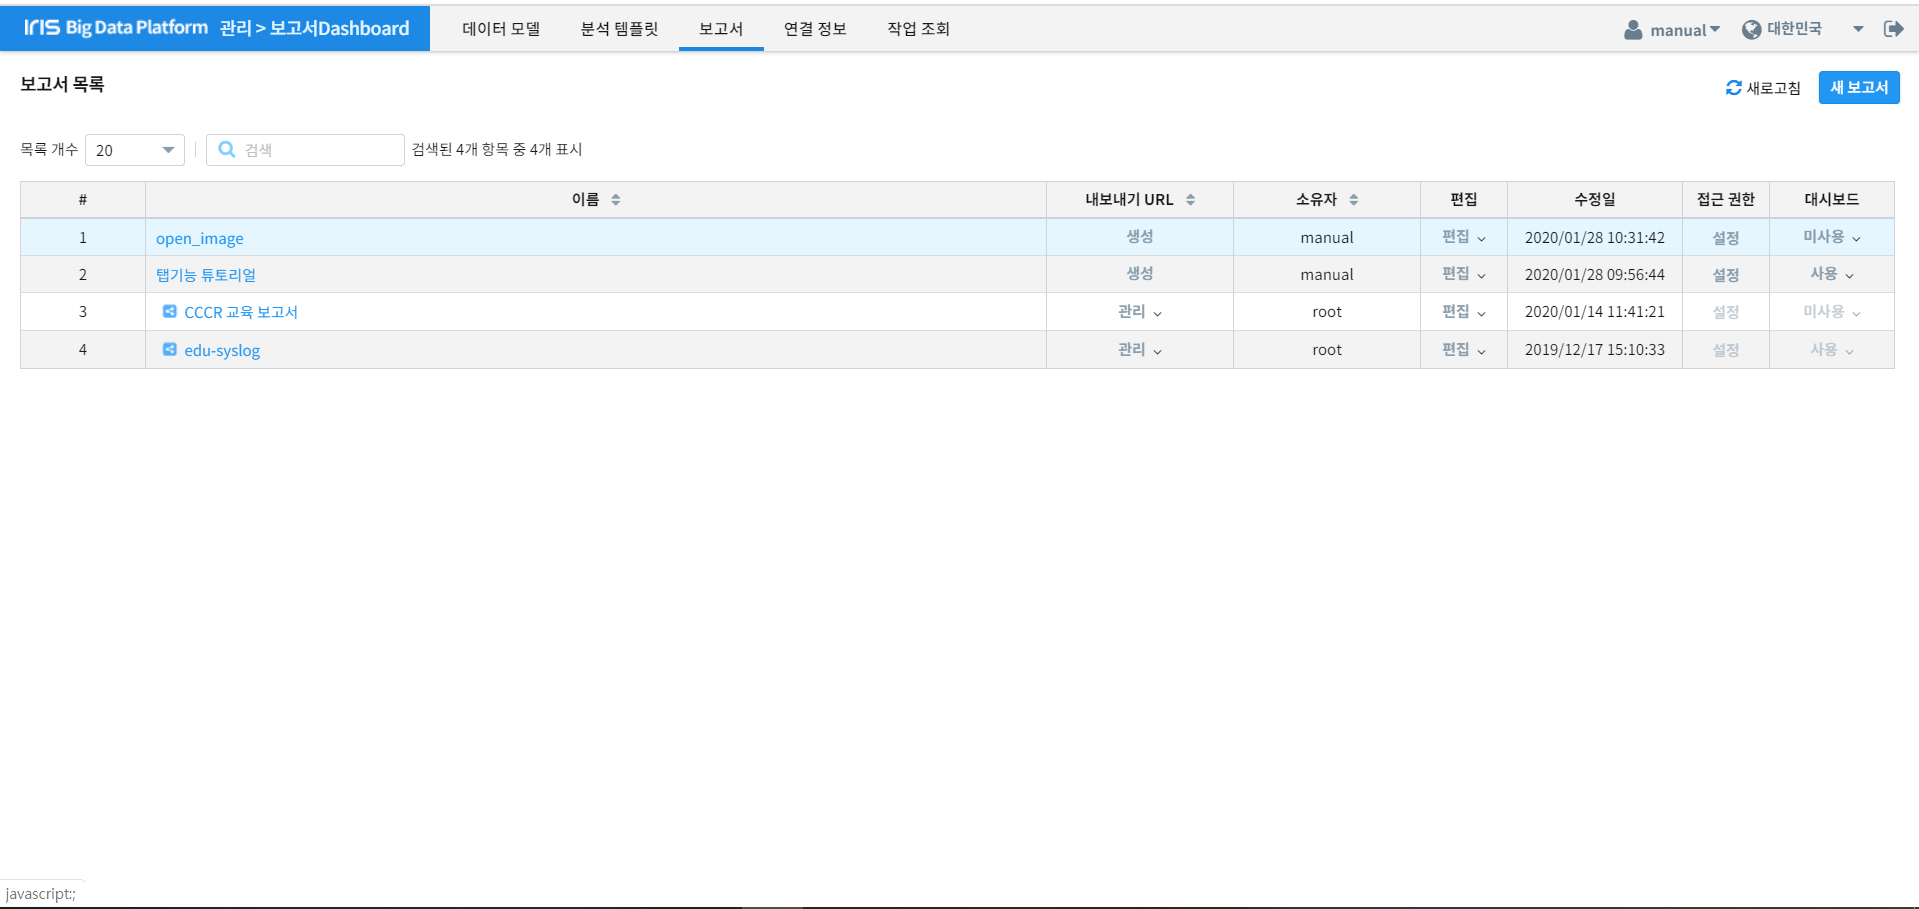 IRIS Big Data Platform 관리 > 보고서Dashboard 데이터 모델 분석 템플릿 보고서 연결 정보 작업 조회 manual 대한민국
보고서 목록 새로고침 새 보고서
목록 개수 20 검색 검색된 4개 항목 중 4개 표시
# 이름 내보내기 URL 소유자 편집 수정일 접근 권한 대시보드
1 open_image 생성 manual 편집 2020/01/28 10:31:42 설정 미사용
2 탭기능 튜토리얼 생성 manual 편집 2020/01/28 09:56:44 설정 사용
3 CCCR 교육 보고서 관리 root 편집 2020/01/14 11:41:21 설정 미사용
4 edu-syslog 관리 root 편집 2019/12/17 15:10:33 설정 사용
javascript:;